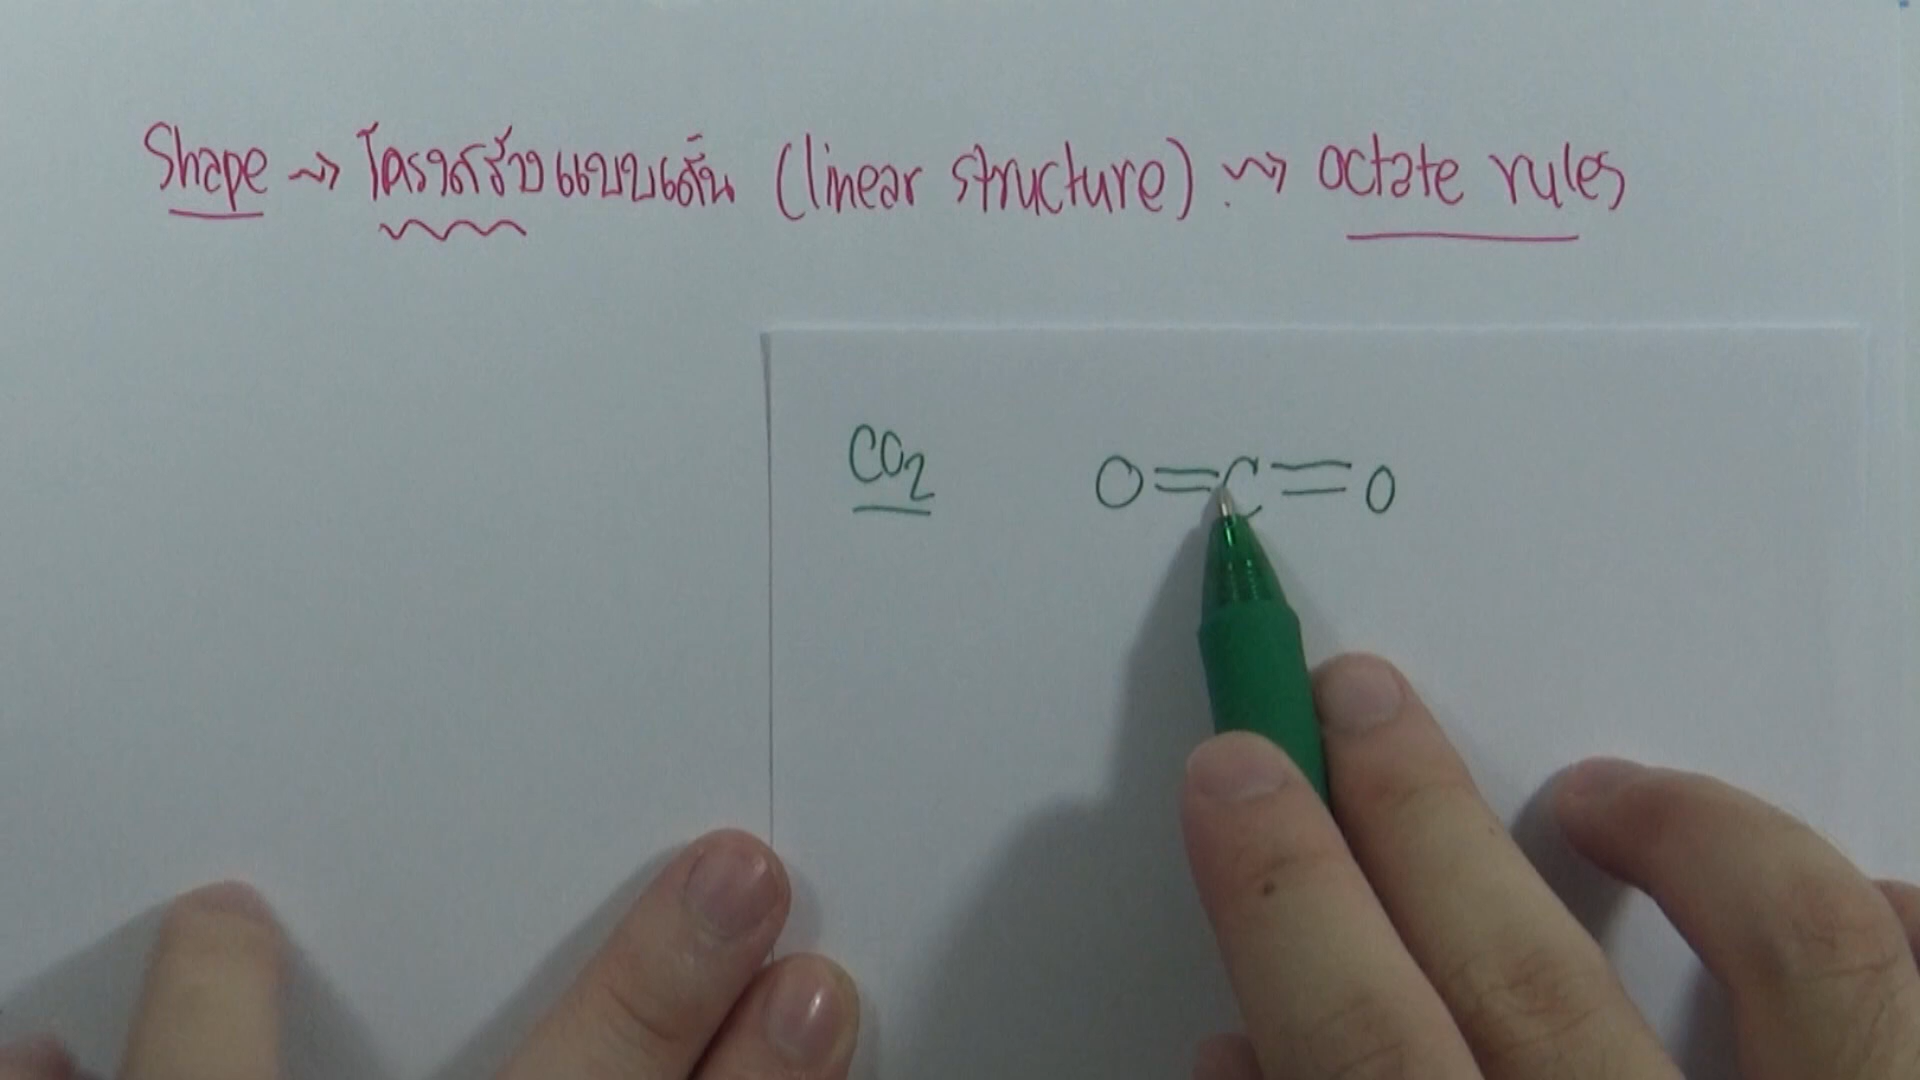 Shape → โครงสร้างแบบเส้น (linear structure) → octate rules
CO2 O=C=O